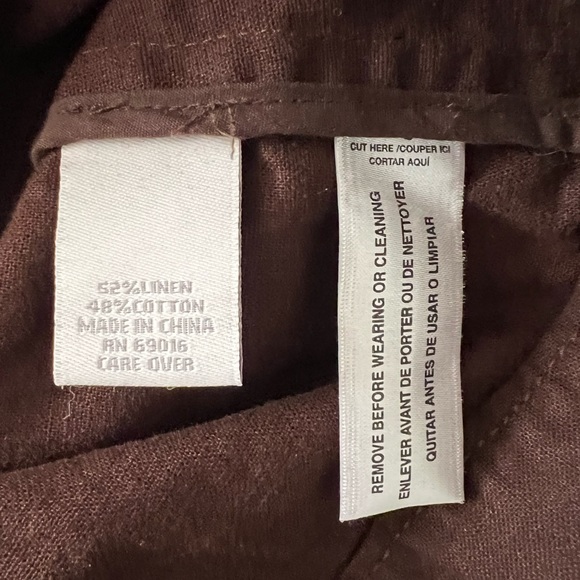 52%LINEN
48%COTTON
MADE IN CHINA
RN 69016
CARE OVER
CUT HERE /COUPER ICI
CORTAR AQUÍ
REMOVE BEFORE WEARING OR CLEANING
ENLEVER AVANT DE PORTER OU DE NETTOYER
QUITAR ANTES DE USAR O LIMPIAR